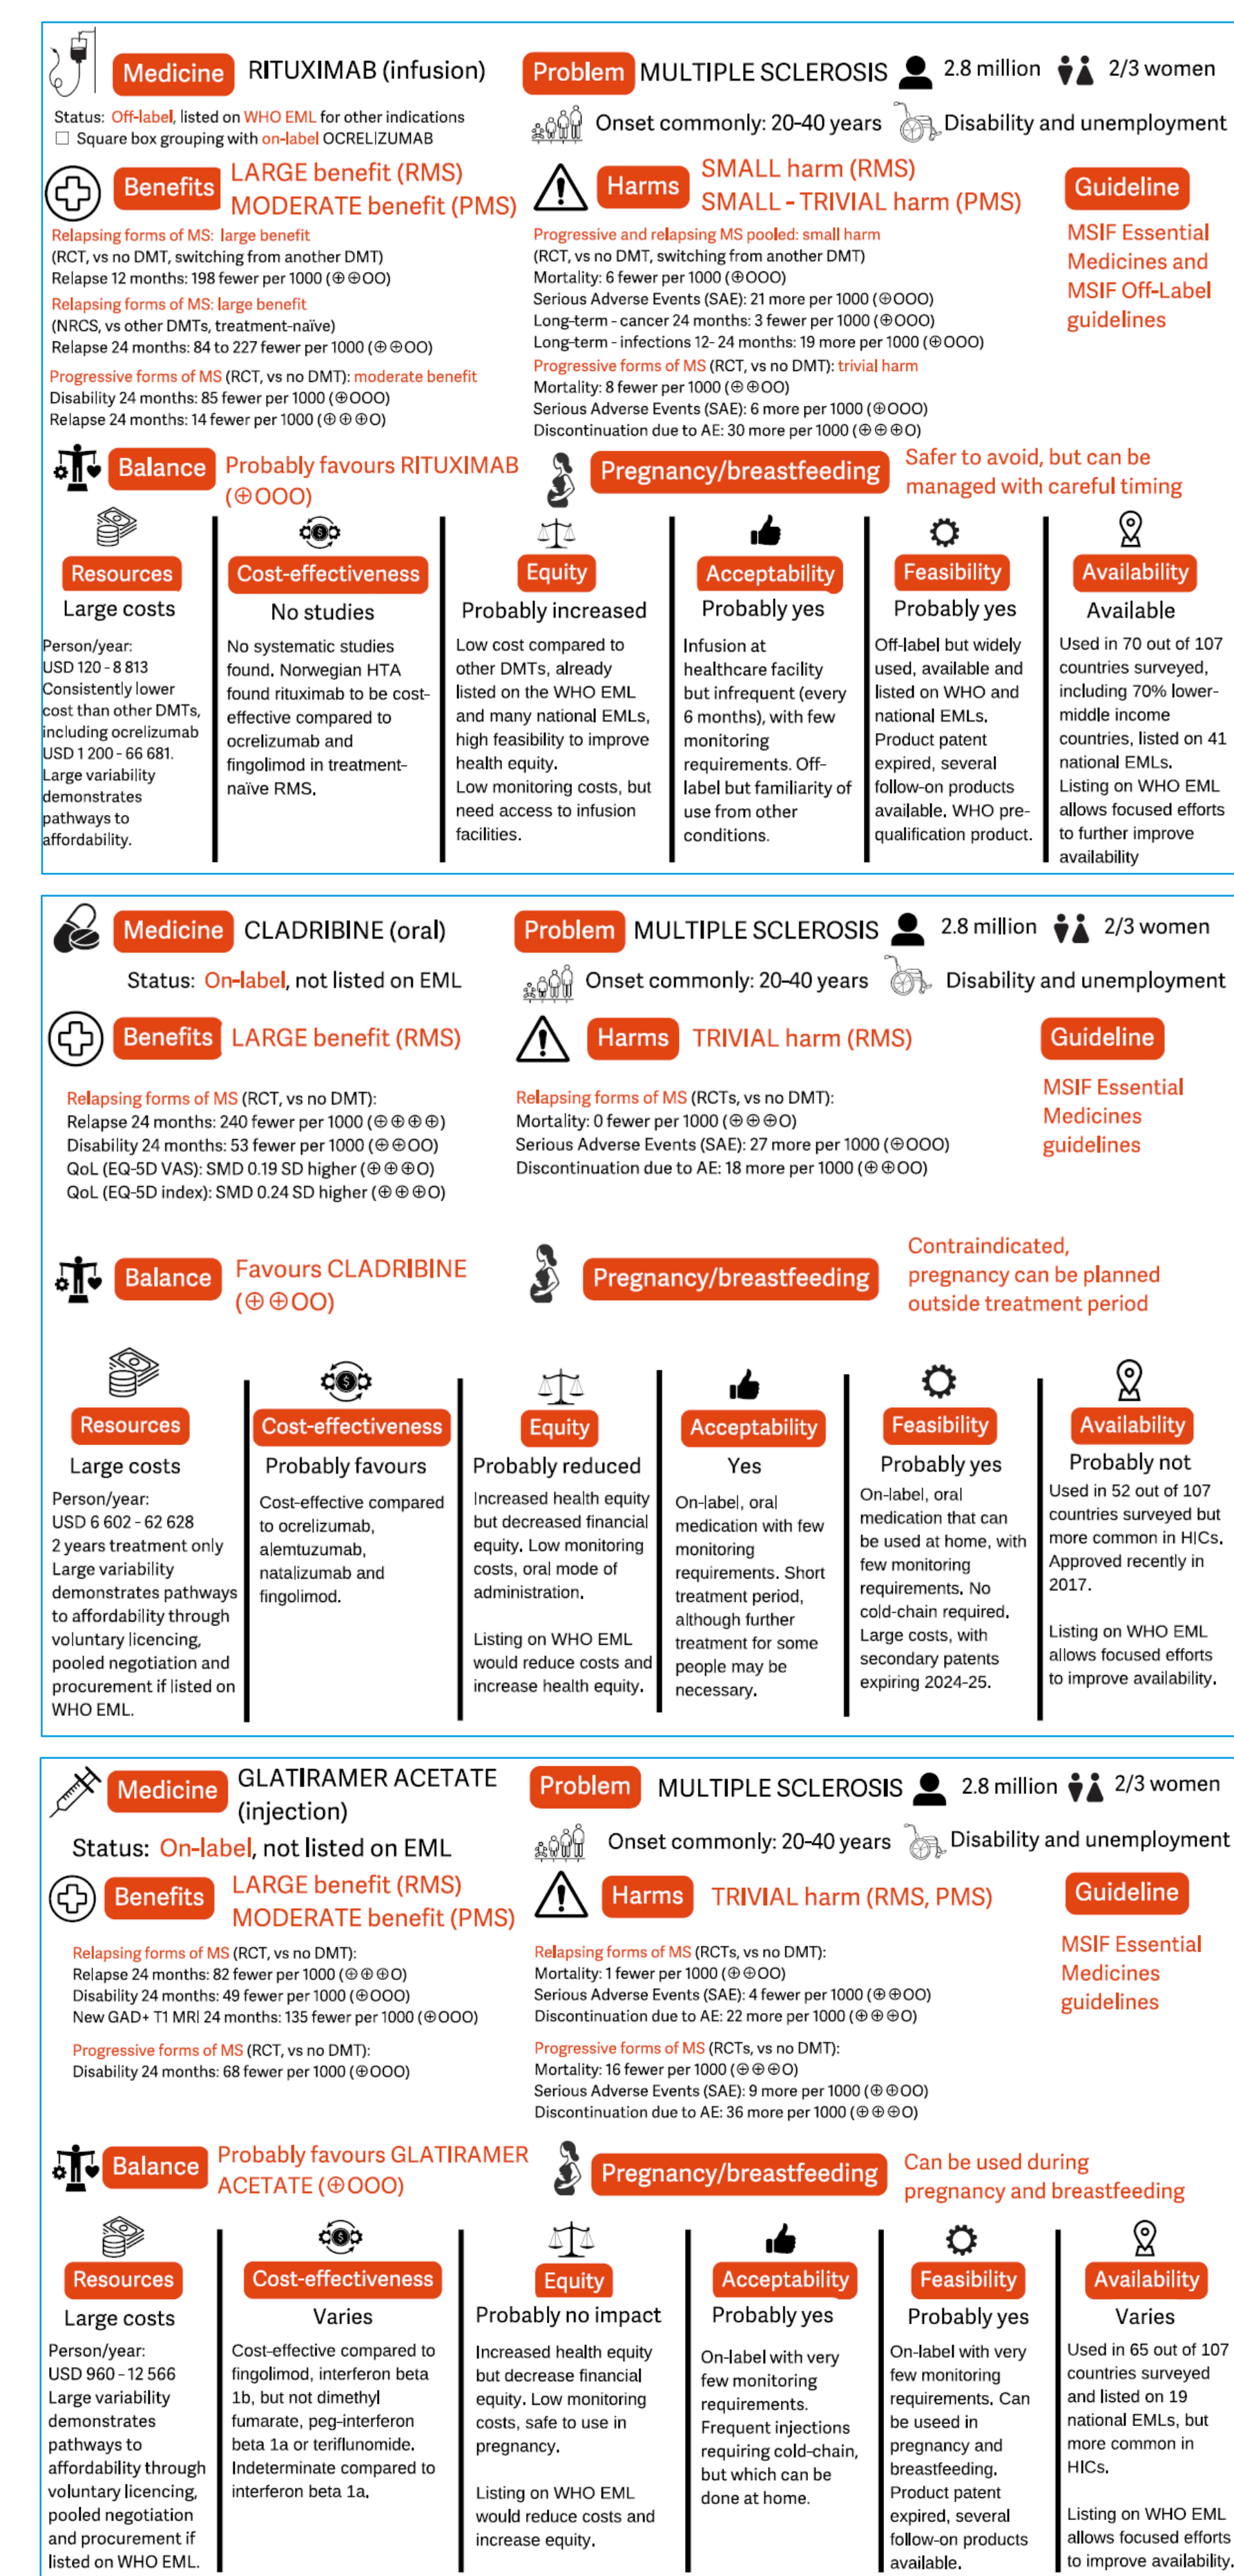 Medicine RITUXIMAB (infusion)
Problem MULTIPLE SCLEROSIS 2.8 million 2/3 women
Status: Off-label, listed on WHO EML for other indications
☐ Square box grouping with on-label OCRELIZUMAB
Onset commonly: 20-40 years Disability and unemployment
Benefits LARGE benefit (RMS)
MODERATE benefit (PMS)
Relapsing forms of MS: large benefit
(RCT, vs no DMT, switching from another DMT)
Relapse 12 months: 198 fewer per 1000 (⊕⊕OO)
Relapsing forms of MS: large benefit
(NRCS, vs other DMTs, treatment-naïve)
Relapse 24 months: 84 to 227 fewer per 1000 (⊕⊕OO)
Progressive forms of MS (RCT, vs no DMT): moderate benefit
Disability 24 months: 85 fewer per 1000 (⊕OOO)
Relapse 24 months: 14 fewer per 1000 (⊕⊕⊕O)
Harms SMALL harm (RMS)
SMALL - TRIVIAL harm (PMS)
Progressive and relapsing MS pooled: small harm
(RCT, vs no DMT, switching from another DMT)
Mortality: 6 fewer per 1000 (⊕OOO)
Serious Adverse Events (SAE): 21 more per 1000 (⊕OOO)
Long-term - cancer 24 months: 3 fewer per 1000 (⊕OOO)
Long-term - infections 12- 24 months: 19 more per 1000 (⊕OOO)
Progressive forms of MS (RCT, vs no DMT): trivial harm
Mortality: 8 fewer per 1000 (⊕⊕OO)
Serious Adverse Events (SAE): 6 more per 1000 (⊕OOO)
Discontinuation due to AE: 30 more per 1000 (⊕⊕⊕O)
Guideline
MSIF Essential
Medicines and
MSIF Off-Label
guidelines
Balance Probably favours RITUXIMAB
(⊕OOO)
Pregnancy/breastfeeding Safer to avoid, but can be
managed with careful timing
Resources
Large costs
Person/year:
USD 120 - 8 813
Consistently lower
cost than other DMTs,
including ocrelizumab
USD 1 200 - 66 681.
Large variability
demonstrates
pathways to
affordability.
Cost-effectiveness
No studies
No systematic studies
found. Norwegian HTA
found rituximab to be cost-
effective compared to
ocrelizumab and
fingolimod in treatment-
naïve RMS.
Equity
Probably increased
Low cost compared to
other DMTs, already
listed on the WHO EML
and many national EMLs,
high feasibility to improve
health equity.
Low monitoring costs, but
need access to infusion
facilities.
Acceptability
Probably yes
Infusion at
healthcare facility
but infrequent (every
6 months), with few
monitoring
requirements. Off-
label but familiarity of
use from other
conditions.
Feasibility
Probably yes
Off-label but widely
used, available and
listed on WHO and
national EMLs.
Product patent
expired, several
follow-on products
available. WHO pre-
qualification product.
Availability
Available
Used in 70 out of 107
countries surveyed,
including 70% lower-
middle income
countries, listed on 41
national EMLs.
Listing on WHO EML
allows focused efforts
to further improve
availability
Medicine CLADRIBINE (oral)
Problem MULTIPLE SCLEROSIS 2.8 million 2/3 women
Status: On-label, not listed on EML
Onset commonly: 20-40 years Disability and unemployment
Benefits LARGE benefit (RMS)
Relapsing forms of MS (RCT, vs no DMT):
Relapse 24 months: 240 fewer per 1000 (⊕⊕⊕⊕)
Disability 24 months: 53 fewer per 1000 (⊕⊕OO)
QoL (EQ-5D VAS): SMD 0.19 SD higher (⊕⊕⊕O)
QoL (EQ-5D index): SMD 0.24 SD higher (⊕⊕⊕O)
Harms TRIVIAL harm (RMS)
Relapsing forms of MS (RCTs, vs no DMT):
Mortality: 0 fewer per 1000 (⊕⊕⊕O)
Serious Adverse Events (SAE): 27 more per 1000 (⊕OOO)
Discontinuation due to AE: 18 more per 1000 (⊕⊕OO)
Guideline
MSIF Essential
Medicines
guidelines
Balance Favours CLADRIBINE
(⊕⊕OO)
Pregnancy/breastfeeding Contraindicated,
pregnancy can be planned
outside treatment period
Resources
Large costs
Person/year:
USD 6 602 - 62 628
2 years treatment only
Large variability
demonstrates pathways
to affordability through
voluntary licencing,
pooled negotiation and
procurement if listed on
WHO EML.
Cost-effectiveness
Probably favours
Cost-effective compared
to ocrelizumab,
alemtuzumab,
natalizumab and
fingolimod.
Equity
Probably reduced
Increased health equity
but decreased financial
equity. Low monitoring
costs, oral mode of
administration.
Listing on WHO EML
would reduce costs and
increase health equity.
Acceptability
Yes
On-label, oral
medication with few
monitoring
requirements. Short
treatment period,
although further
treatment for some
people may be
necessary.
Feasibility
Probably yes
On-label, oral
medication that can
be used at home, with
few monitoring
requirements. No
cold-chain required.
Large costs, with
secondary patents
expiring 2024-25.
Availability
Probably not
Used in 52 out of 107
countries surveyed but
more common in HICs.
Approved recently in
2017.
Listing on WHO EML
allows focused efforts
to improve availability.
Medicine GLATIRAMER ACETATE
(injection)
Problem MULTIPLE SCLEROSIS 2.8 million 2/3 women
Status: On-label, not listed on EML
Onset commonly: 20-40 years Disability and unemployment
Benefits LARGE benefit (RMS)
MODERATE benefit (PMS)
Relapsing forms of MS (RCT, vs no DMT):
Relapse 24 months: 82 fewer per 1000 (⊕⊕⊕O)
Disability 24 months: 49 fewer per 1000 (⊕OOO)
New GAD+ T1 MRI 24 months: 135 fewer per 1000 (⊕OOO)
Progressive forms of MS (RCT, vs no DMT):
Disability 24 months: 68 fewer per 1000 (⊕OOO)
Harms TRIVIAL harm (RMS, PMS)
Relapsing forms of MS (RCTs, vs no DMT):
Mortality: 1 fewer per 1000 (⊕⊕OO)
Serious Adverse Events (SAE): 4 fewer per 1000 (⊕⊕OO)
Discontinuation due to AE: 22 more per 1000 (⊕⊕⊕O)
Progressive forms of MS (RCTs, vs no DMT):
Mortality: 16 fewer per 1000 (⊕⊕⊕O)
Serious Adverse Events (SAE): 9 more per 1000 (⊕⊕OO)
Discontinuation due to AE: 36 more per 1000 (⊕⊕⊕O)
Guideline
MSIF Essential
Medicines
guidelines
Balance Probably favours GLATIRAMER
ACETATE (⊕OOO)
Pregnancy/breastfeeding Can be used during
pregnancy and breastfeeding
Resources
Large costs
Person/year:
USD 960 - 12 566
Large variability
demonstrates
pathways to
affordability through
voluntary licencing,
pooled negotiation
and procurement if
listed on WHO EML.
Cost-effectiveness
Varies
Cost-effective compared to
fingolimod, interferon beta
1b, but not dimethyl
fumarate, peg-interferon
beta 1a or teriflunomide.
Indeterminate compared to
interferon beta 1a.
Equity
Probably no impact
Increased health equity
but decrease financial
equity. Low monitoring
costs, safe to use in
pregnancy.
Listing on WHO EML
would reduce costs and
increase equity.
Acceptability
Probably yes
On-label with very
few monitoring
requirements.
Frequent injections
requiring cold-chain,
but which can be
done at home.
Feasibility
Probably yes
On-label with very
few monitoring
requirements. Can
be useed in
pregnancy and
breastfeeding.
Product patent
expired, several
follow-on products
available.
Availability
Varies
Used in 65 out of 107
countries surveyed
and listed on 19
national EMLs, but
more common in
HICs.
Listing on WHO EML
allows focused efforts
to improve availability.